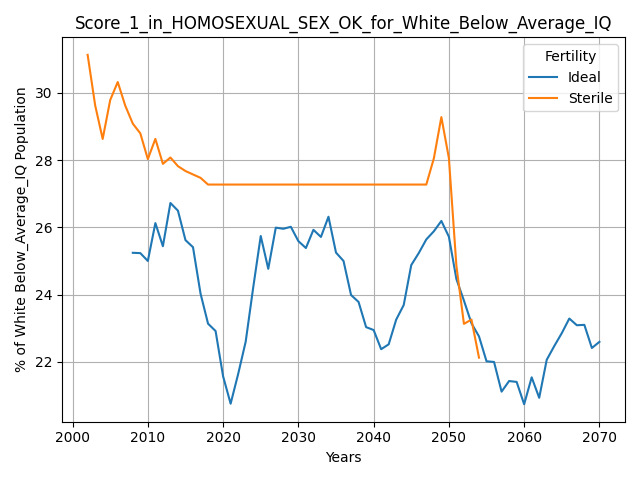 Score_1_in_HOMOSEXUAL_SEX_OK_for_White_Below_Average_IQ
Fertility
Ideal
Sterile
% of White Below_Average_IQ Population
30
28
26
24
22
2000 2010 2020 2030 2040 2050 2060 2070
Years